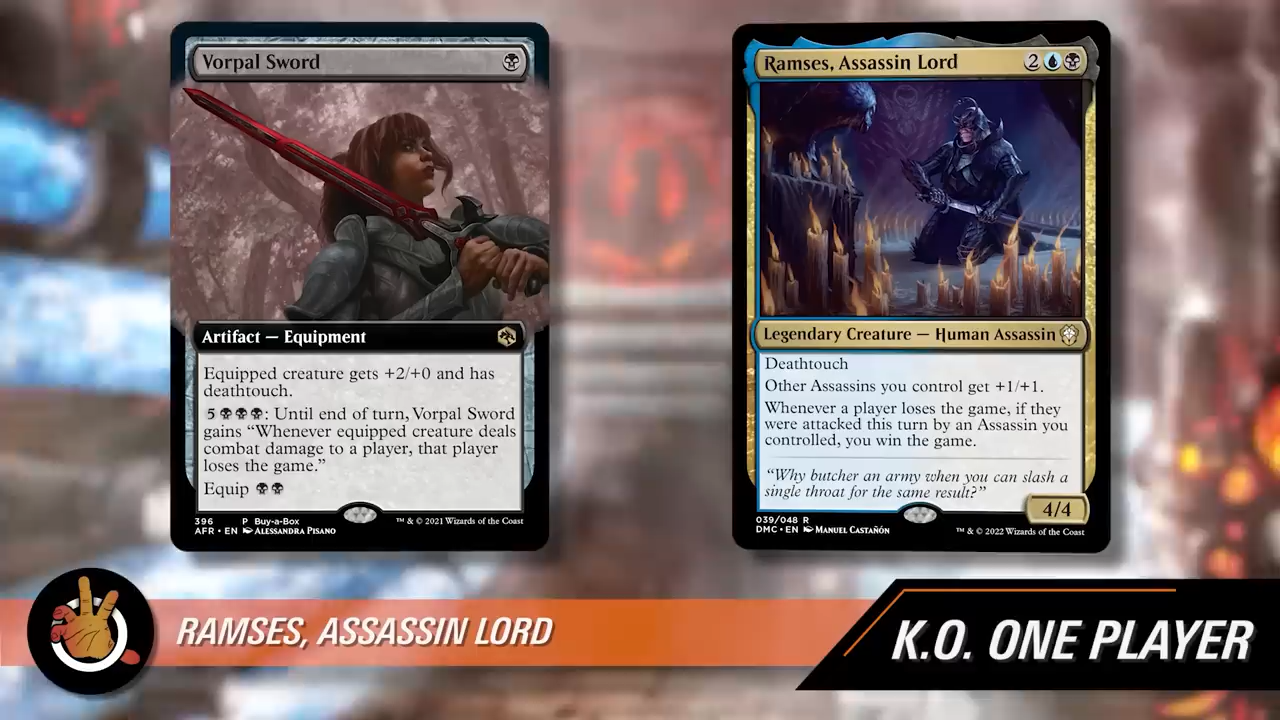 Vorpal Sword
Artifact — Equipment
Equipped creature gets +2/+0 and has
deathtouch.
5: Until end of turn, Vorpal Sword
gains “Whenever equipped creature deals
combat damage to a player, that player
loses the game.”
Equip
396 P Buy-a-Box
AFR • EN Alessandra Pisano
™ & © 2021 Wizards of the Coast
Ramses, Assassin Lord 2
Legendary Creature — Human Assassin
Deathtouch
Other Assassins you control get +1/+1.
Whenever a player loses the game, if they
were attacked this turn by an Assassin you
controlled, you win the game.
“Why butcher an army when you can slash a
single throat for the same result?”
4/4
039/048 R
DMC • EN Manuel Castañón
™ & © 2022 Wizards of the Coast
RAMSES, ASSASSIN LORD
K.O. ONE PLAYER